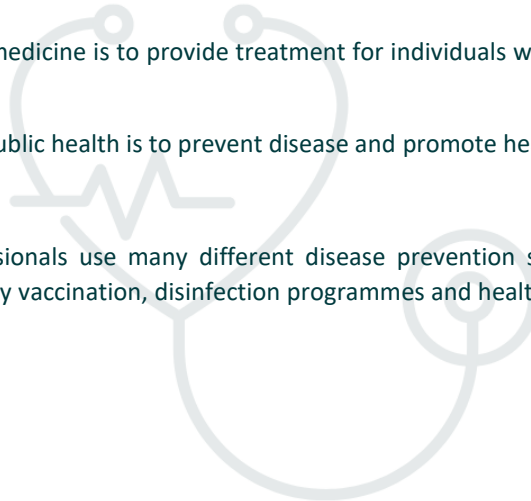 medicine is to provide treatment for individuals w
ublic health is to prevent disease and promote he
sionals use many different disease prevention s
y vaccination, disinfection programmes and healt